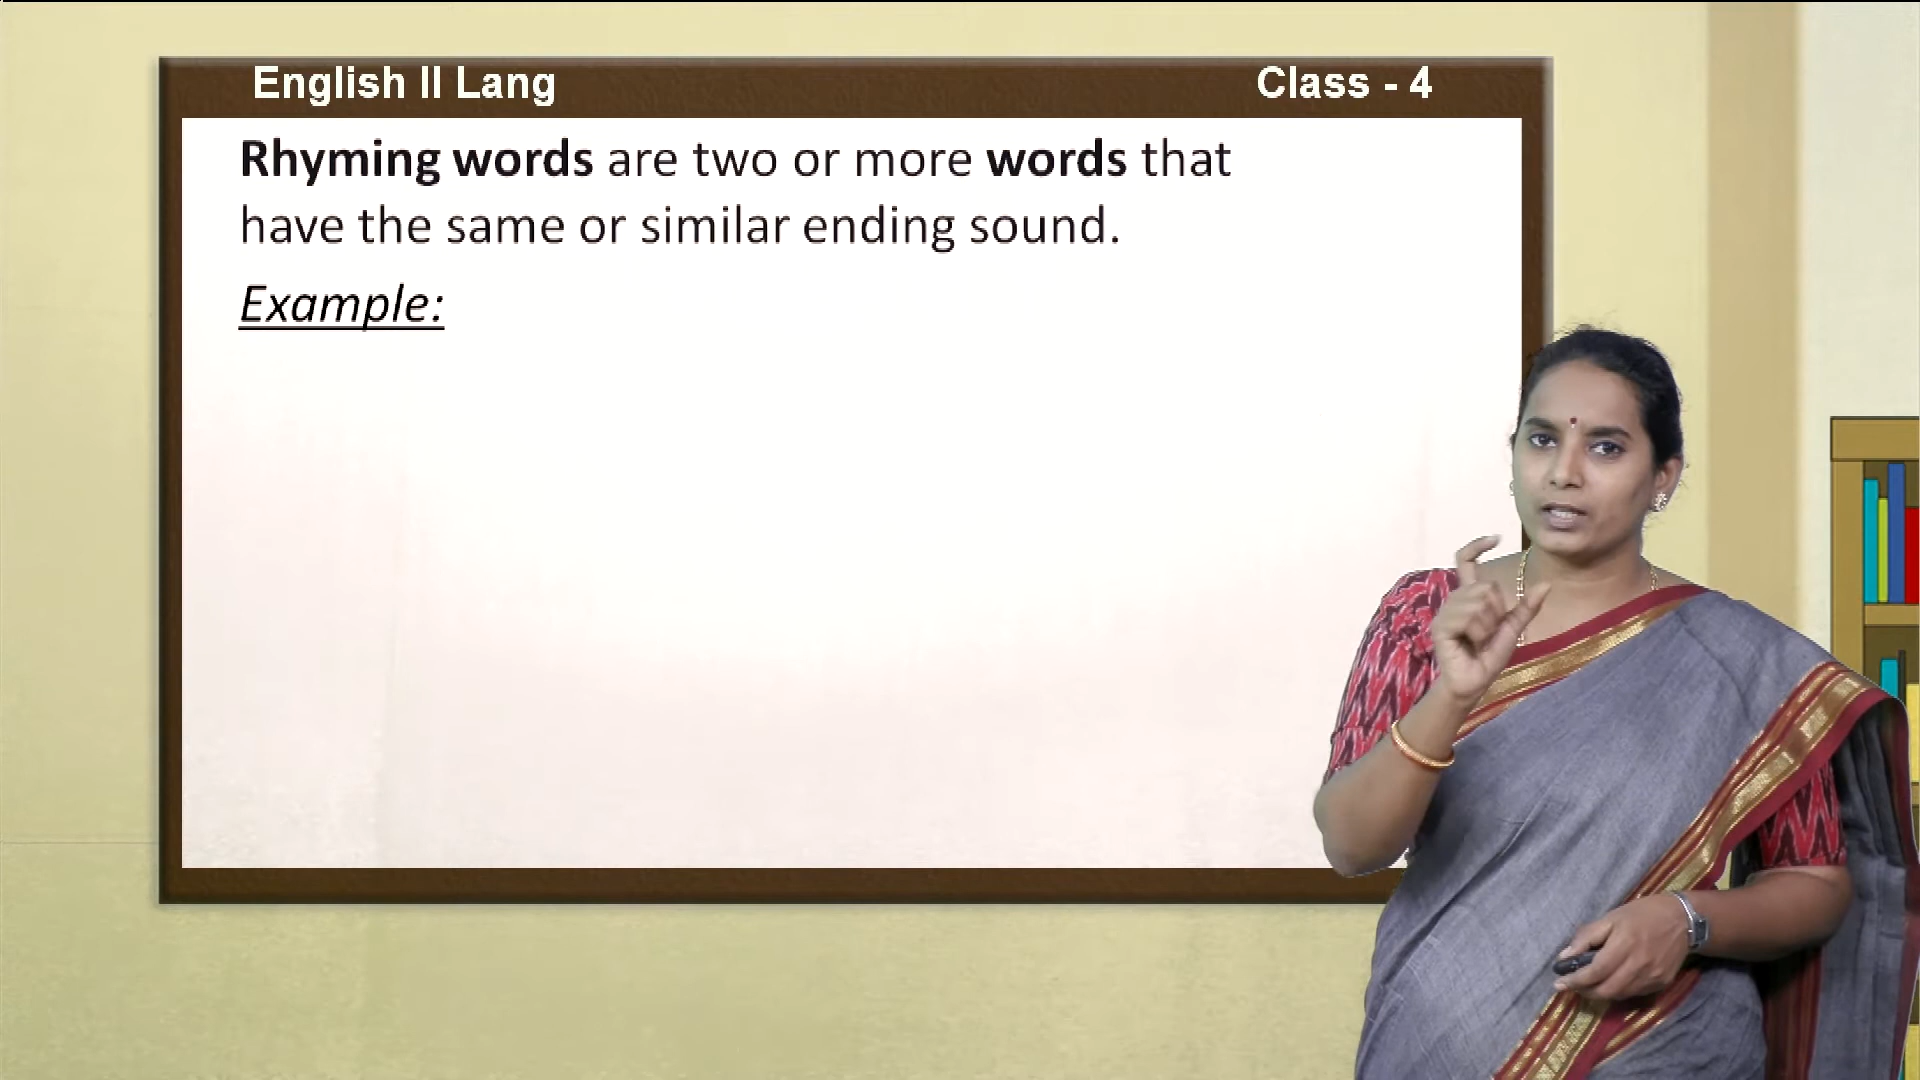 English II Lang
Class - 4
Rhyming words are two or more words that
have the same or similar ending sound.
Example: